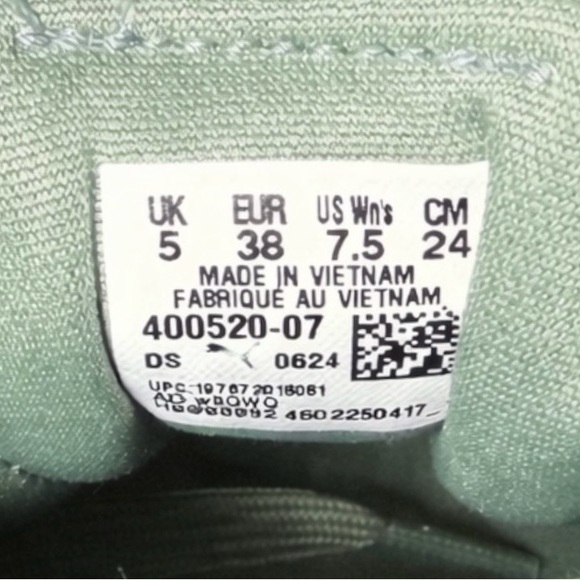 UK EUR US Wn's CM
5 38 7.5 24
MADE IN VIETNAM
FABRIQUÉ AU VIETNAM
400520-07
DS 0624
UPC:
4602250417